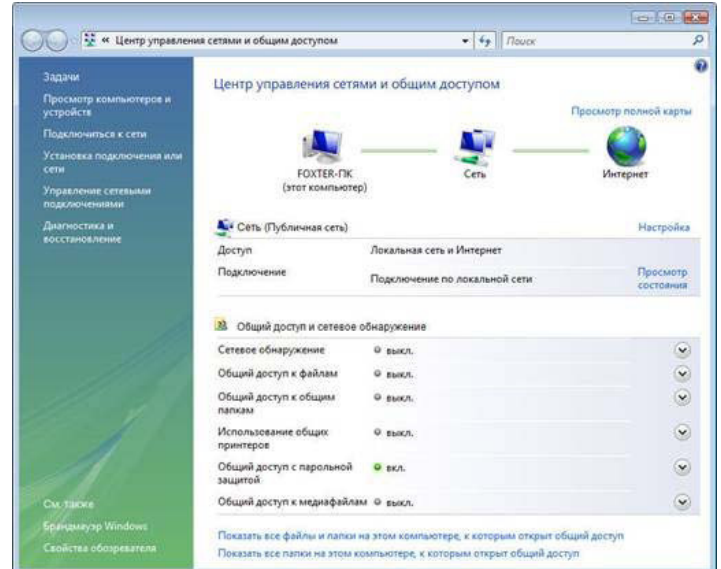 « Центр управления сетями и общим доступом
Поиск
Задачи
Просмотр компьютеров и
устройств
Подключиться к сети
Установка подключения или
сети
Управление сетевыми
подключениями
Диагностика и
восстановление
См. также
Брандмауэр Windows
Свойства обозревателя
Центр управления сетями и общим доступом
Просмотр полной карты
FOXTER-ПК
(этот компьютер)
Сеть
Интернет
Сеть (Публичная сеть)
Настройка
Доступ
Локальная сеть и Интернет
Подключение
Подключение по локальной сети
Просмотр
состояния
Общий доступ и сетевое обнаружение
Сетевое обнаружение
выкл.
Общий доступ к файлам
выкл.
Общий доступ к общим
папкам
выкл.
Использование общих
принтеров
выкл.
Общий доступ с парольной
защитой
вкл.
Общий доступ к медиафайлам
выкл.
Показать все файлы и папки на этом компьютере, к которым открыт общий доступ
Показать все папки на этом компьютере, к которым открыт общий доступ